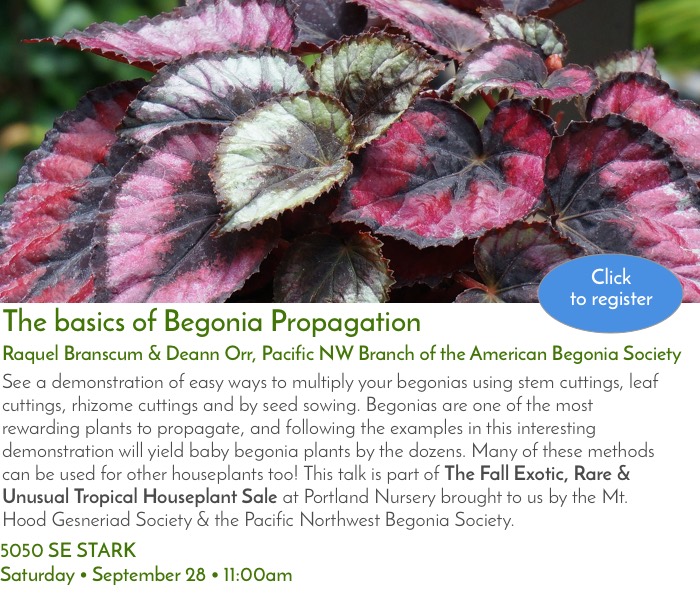 Click
to register
The basics of Begonia Propagation
Raquel Branscum & Deann Orr, Pacific NW Branch of the American Begonia Society
See a demonstration of easy ways to multiply your begonias using stem cuttings, leaf
cuttings, rhizome cuttings and by seed sowing. Begonias are one of the most
rewarding plants to propagate, and following the examples in this interesting
demonstration will yield baby begonia plants by the dozens. Many of these methods
can be used for other houseplants too! This talk is part of The Fall Exotic, Rare &
Unusual Tropical Houseplant Sale at Portland Nursery brought to us by the Mt.
Hood Gesneriad Society & the Pacific Northwest Begonia Society.
5050 SE STARK
Saturday • September 28 • 11:00am